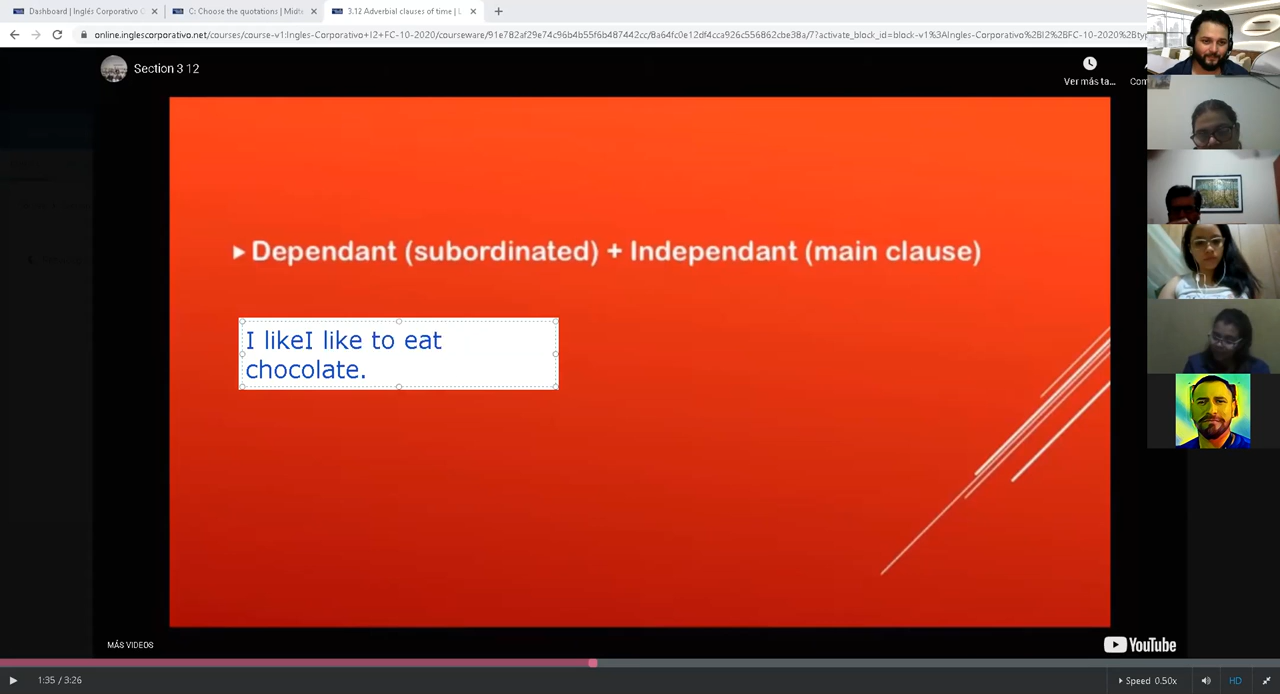 Dashboard | Inglés Corporativo
C: Choose the quotations | Midt
3.12 Adverbial clauses of time |
online.inglescorporativo.net/courses/course-v1:Ingles-Corporativo+I2+FC-10-2020/courseware/91e782af29e74c96b4b55f6b487442cc/8a64fc0e12df4cca926c556862cbe38a/7?activate_block_id=block-v1%3AIngles-Corporativo%2BI2%2BFC-10-2020%2Btyp
Section 3 12
Ver más ta...
Com
Dependant (subordinated) + Independant (main clause)
I likeI like to eat
chocolate.
MÁS VIDEOS
YouTube
1:35 / 3:26
Speed 0.50x
HD